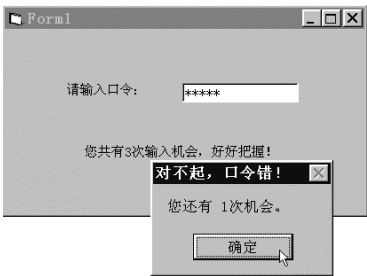 Form1
请输入口令：
*****
您共有3次输入机会，好好把握！
对不起，口令错！
您还有 1次机会。
确定